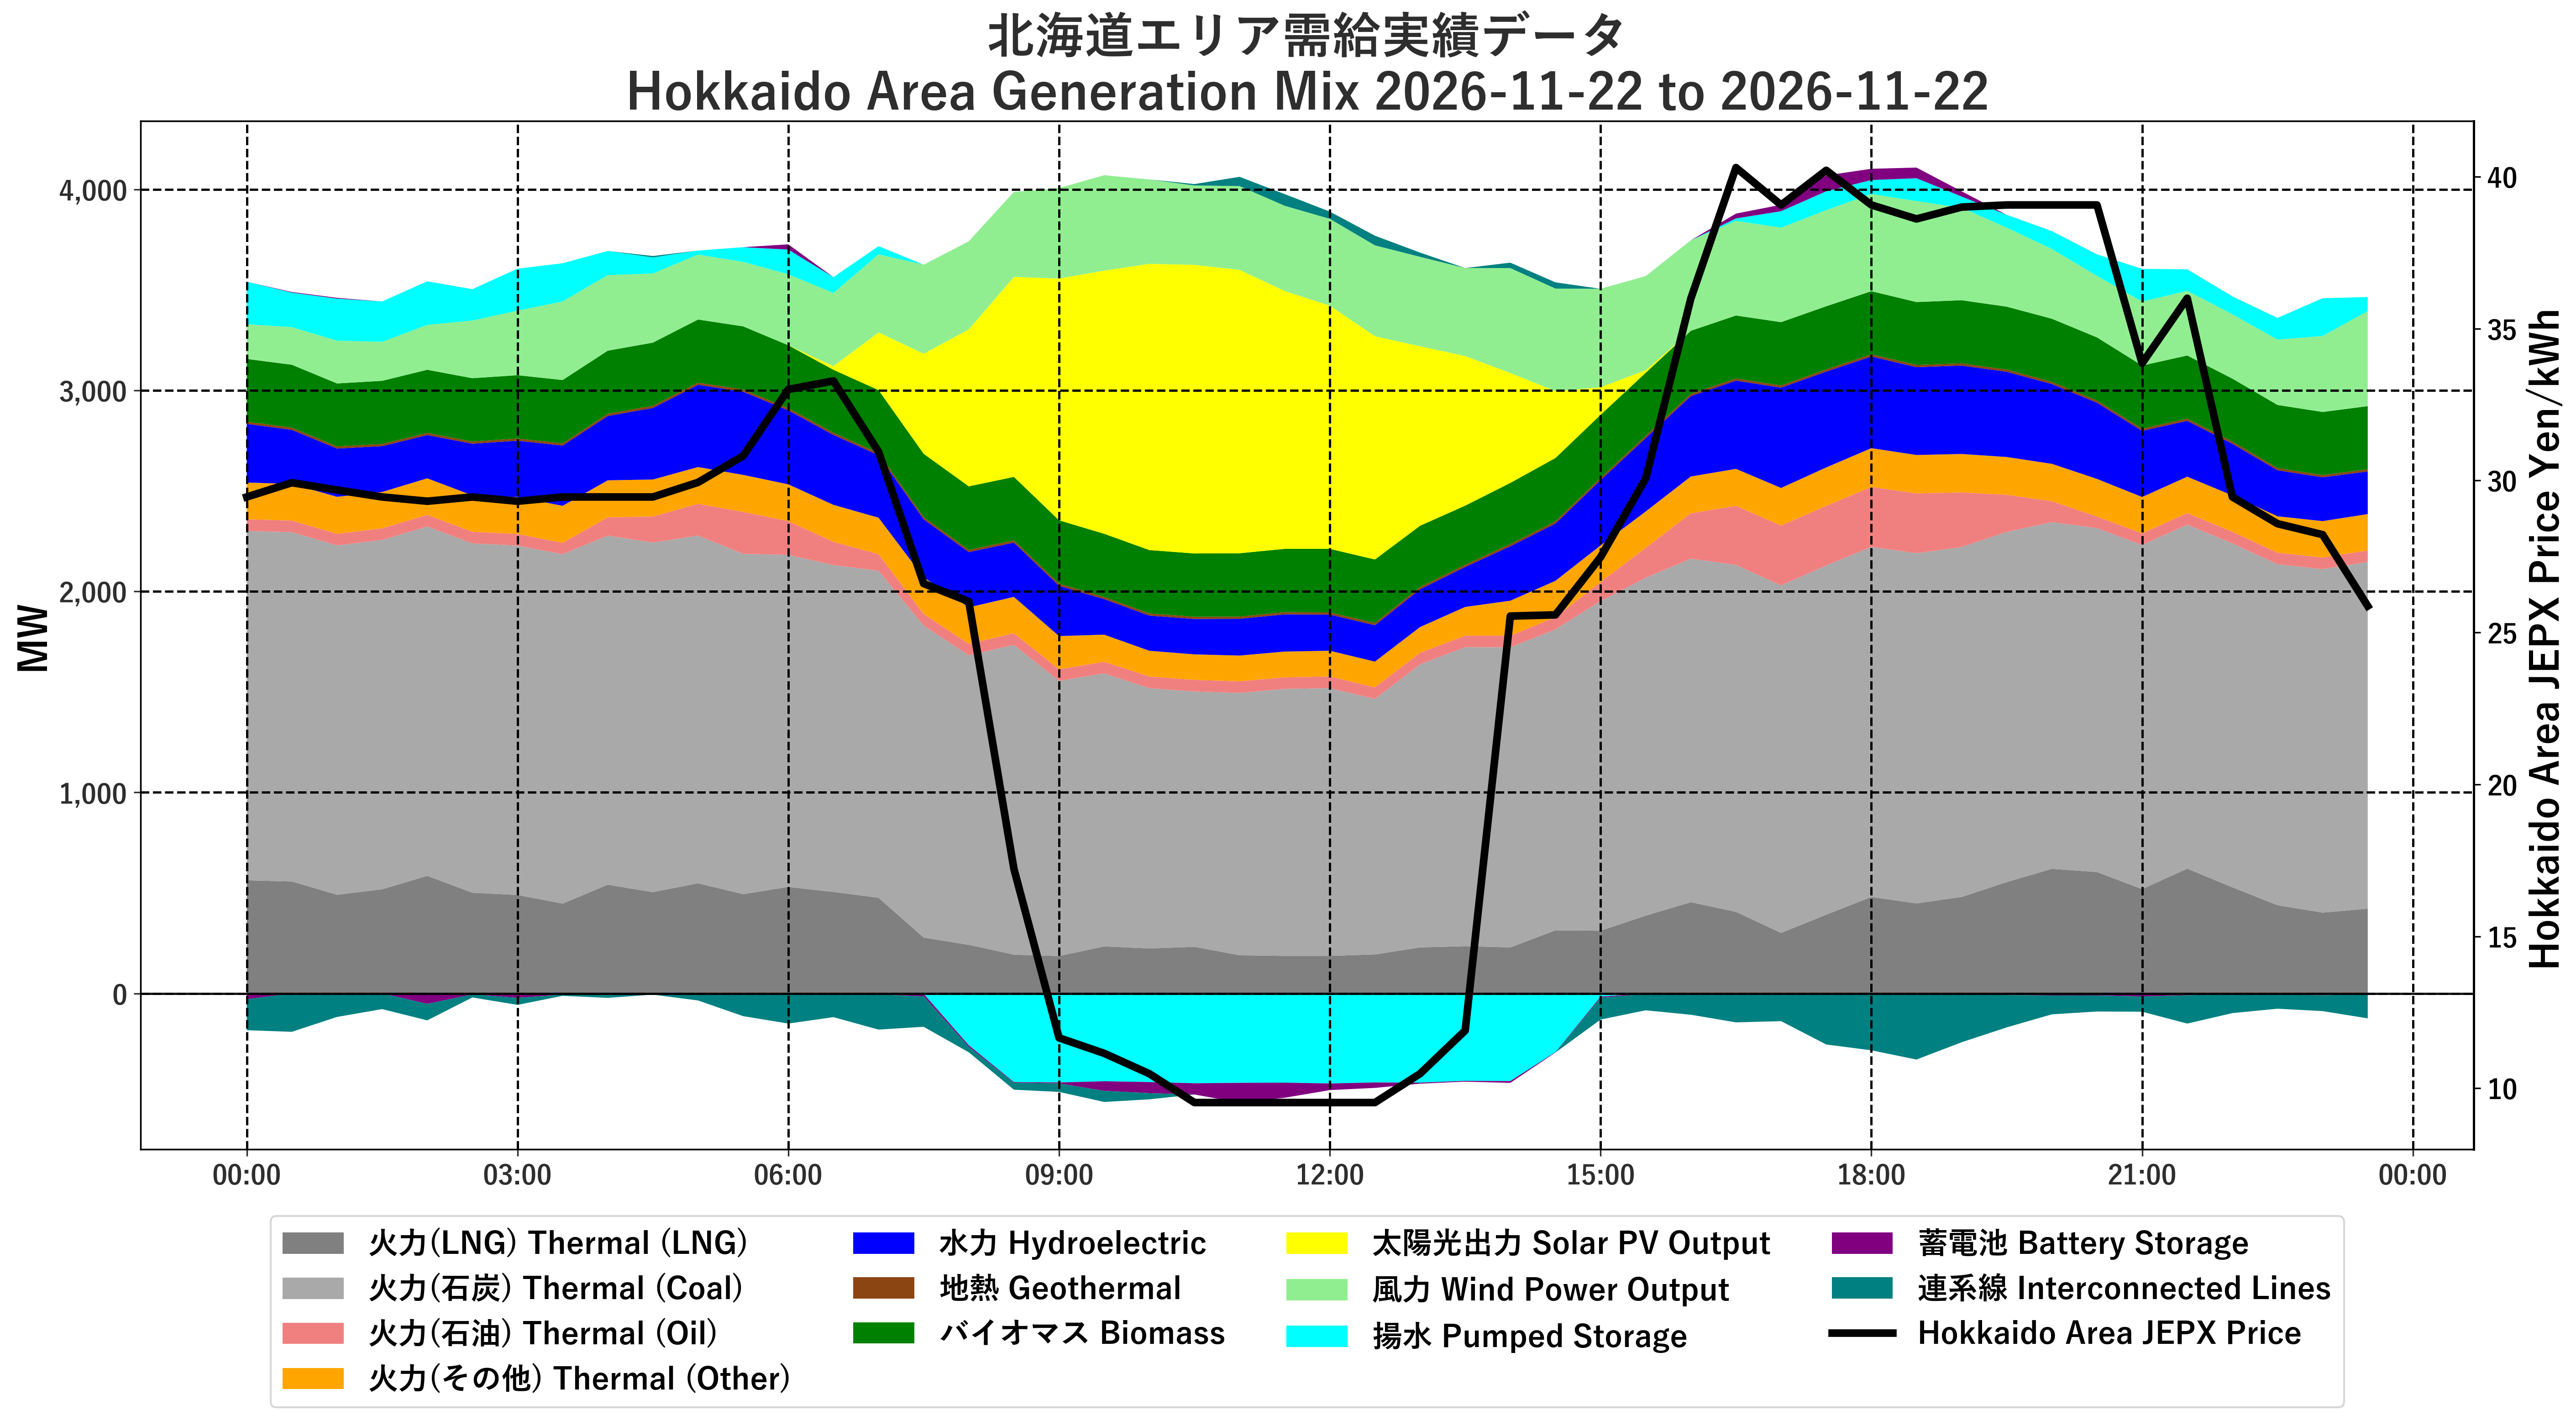 北海道エリア需給実績データ
Hokkaido Area Generation Mix 2026-11-22 to 2026-11-22
MW
4,000
3,000
2,000
1,000
0
40
35
30
25
20
15
10
Hokkaido Area JEPX Price Yen/kWh
00:00 03:00 06:00 09:00 12:00 15:00 18:00 21:00 00:00
火力(LNG) Thermal (LNG)
火力(石炭) Thermal (Coal)
火力(石油) Thermal (Oil)
火力(その他) Thermal (Other)
水力 Hydroelectric
地熱 Geothermal
バイオマス Biomass
太陽光出力 Solar PV Output
風力 Wind Power Output
揚水 Pumped Storage
蓄電池 Battery Storage
連系線 Interconnected Lines
Hokkaido Area JEPX Price